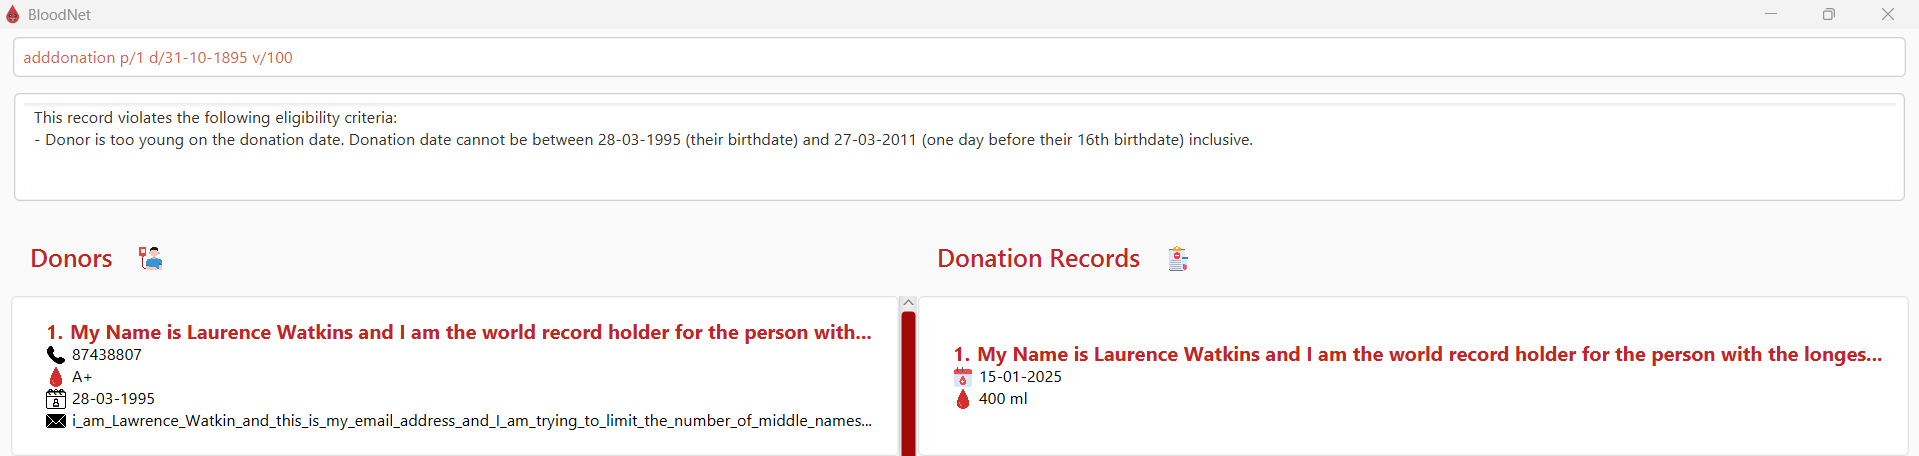 BloodNet
adddonation p/1 d/31-10-1895 v/100
This record violates the following eligibility criteria:
- Donor is too young on the donation date. Donation date cannot be between 28-03-1995 (their birthdate) and 27-03-2011 (one day before their 16th birthdate) inclusive.
Donors
Donation Records
1. My Name is Laurence Watkins and I am the world record holder for the person with...
87438807
A+
28-03-1995
i_am_Lawrence_Watkin_and_this_is_my_email_address_and_I_am_trying_to_limit_the_number_of_middle_names...
1. My Name is Laurence Watkins and I am the world record holder for the person with the longes...
15-01-2025
400 ml